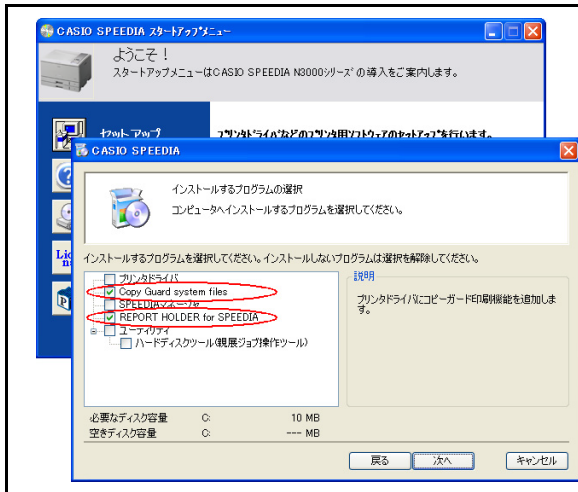 CASIO SPEEDIA スタートアップメニュー
ようこそ！
スタートアップメニューはCASIO SPEEDIA N3000シリーズの導入をご案内します。
セットアップ
プリンタドライバなどのプリンタ用ソフトウェアのセットアップを行います。
CASIO SPEEDIA
インストールするプログラムの選択
コンピュータへインストールするプログラムを選択してください。
インストールするプログラムを選択してください。インストールしないプログラムは選択を解除してください。
プリンタドライバ
Copy Guard system files
SPEEDIAマネージャ
REPORT HOLDER for SPEEDIA
ユーティリティ
ハードディスクツール(親展ジョブ操作ツール)
説明
プリンタドライバにコピーガード印刷機能を追加しま
す。
必要なディスク容量 C: 10 MB
空きディスク容量 C: --- MB
戻る 次へ キャンセル